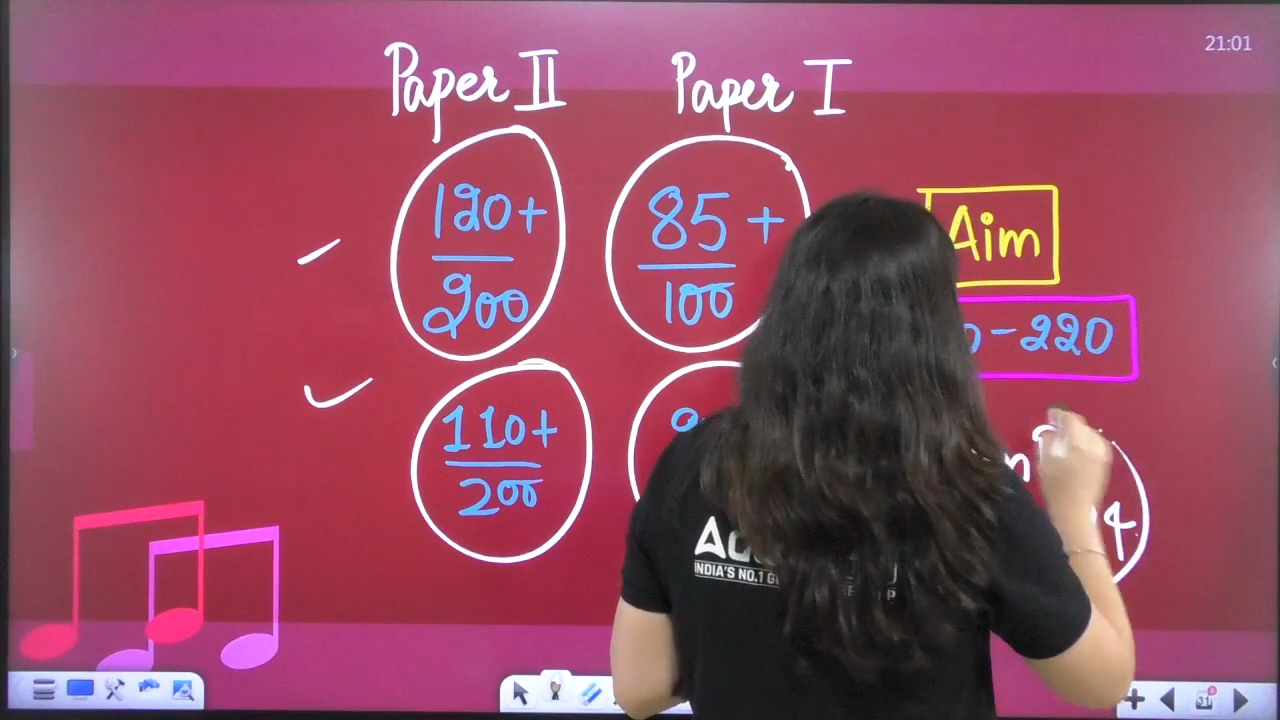 21:01
Paper II Paper I
120+ 85+
200 100
Aim
-220
110+
200
INDIA'S NO.1